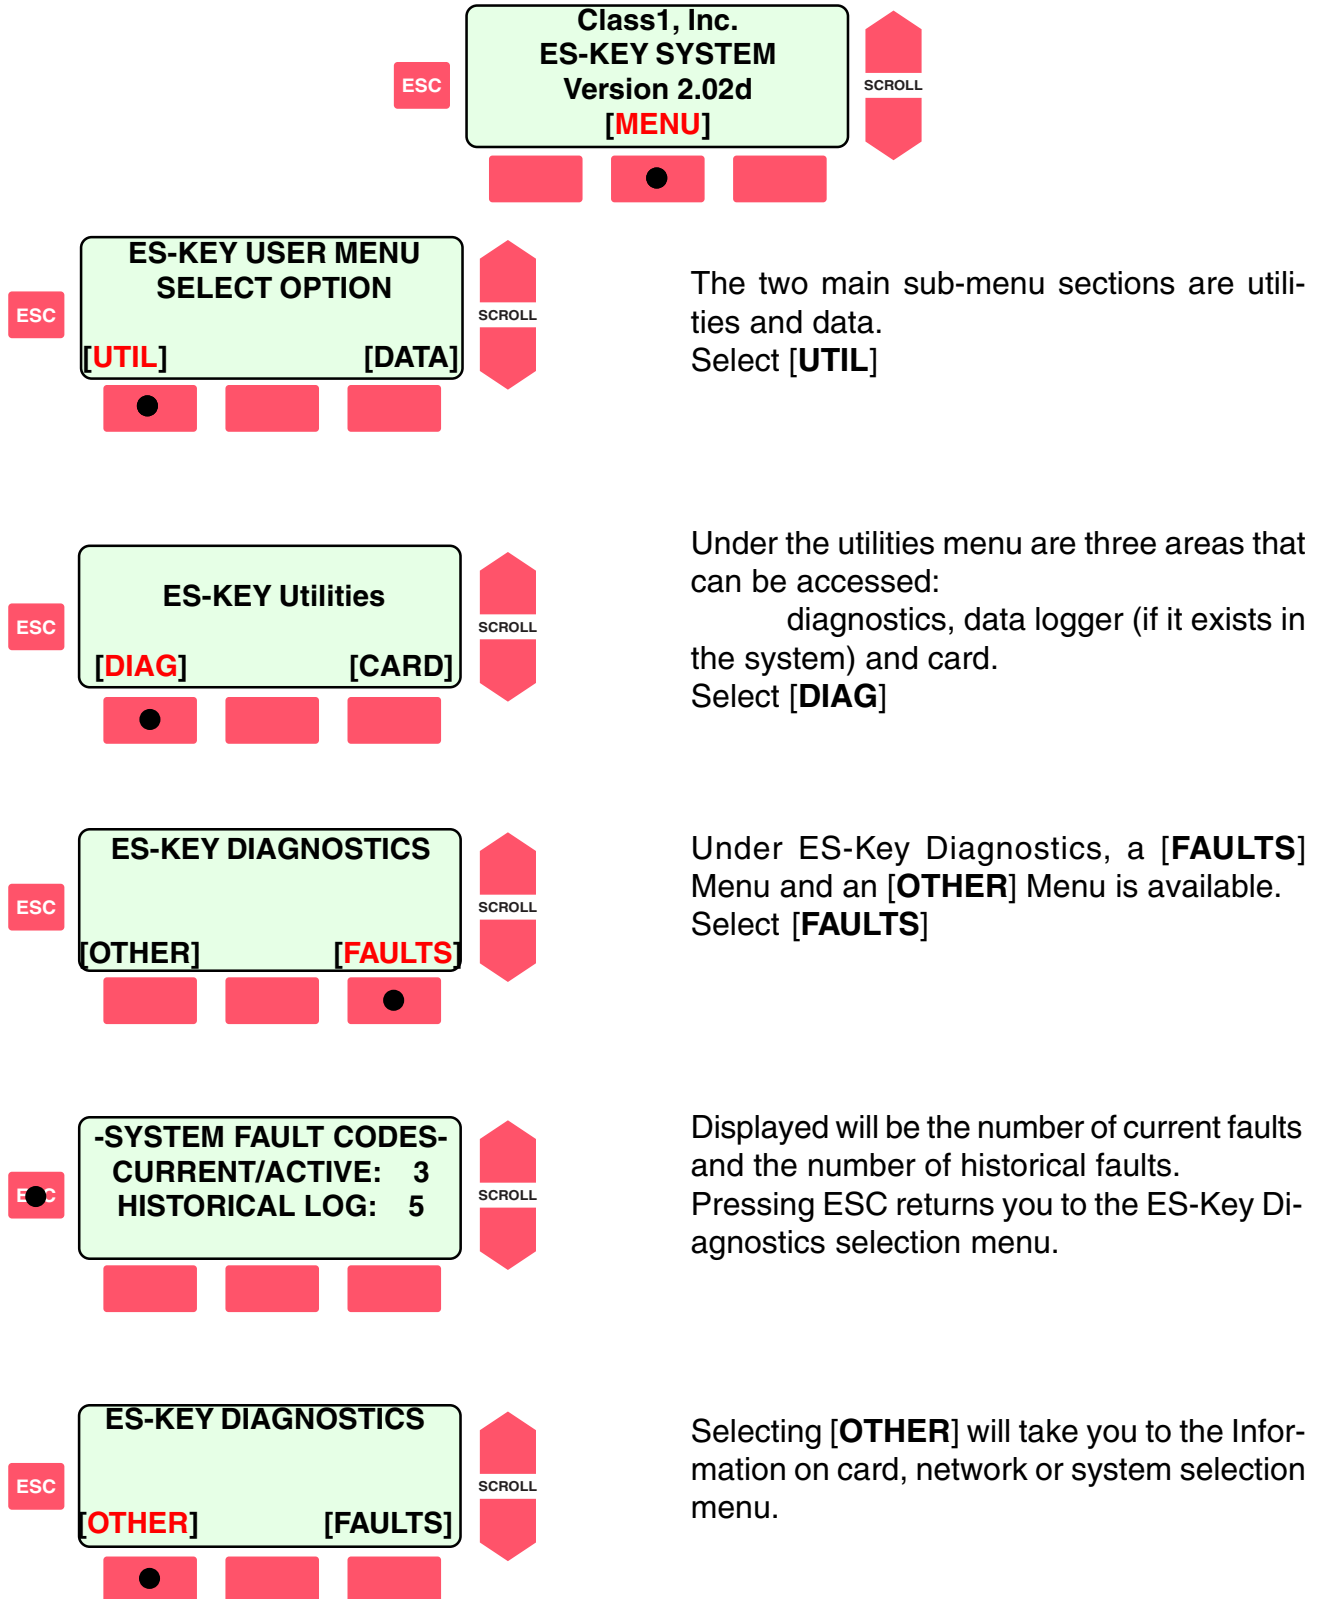 Class1, Inc.
ES-KEY SYSTEM
Version 2.02d
[MENU]
ESC
SCROLL
ES-KEY USER MENU
SELECT OPTION
[UTIL] [DATA]
ESC
SCROLL
The two main sub-menu sections are utili-
ties and data.
Select [UTIL]
ES-KEY Utilities
[DIAG] [CARD]
ESC
SCROLL
Under the utilities menu are three areas that
can be accessed:
diagnostics, data logger (if it exists in
the system) and card.
Select [DIAG]
ES-KEY DIAGNOSTICS
[OTHER] [FAULTS]
ESC
SCROLL
Under ES-Key Diagnostics, a [FAULTS]
Menu and an [OTHER] Menu is available.
Select [FAULTS]
-SYSTEM FAULT CODES-
CURRENT/ACTIVE: 3
HISTORICAL LOG: 5
ESC
SCROLL
Displayed will be the number of current faults
and the number of historical faults.
Pressing ESC returns you to the ES-Key Di-
agnostics selection menu.
ES-KEY DIAGNOSTICS
[OTHER] [FAULTS]
ESC
SCROLL
Selecting [OTHER] will take you to the Infor-
mation on card, network or system selection
menu.